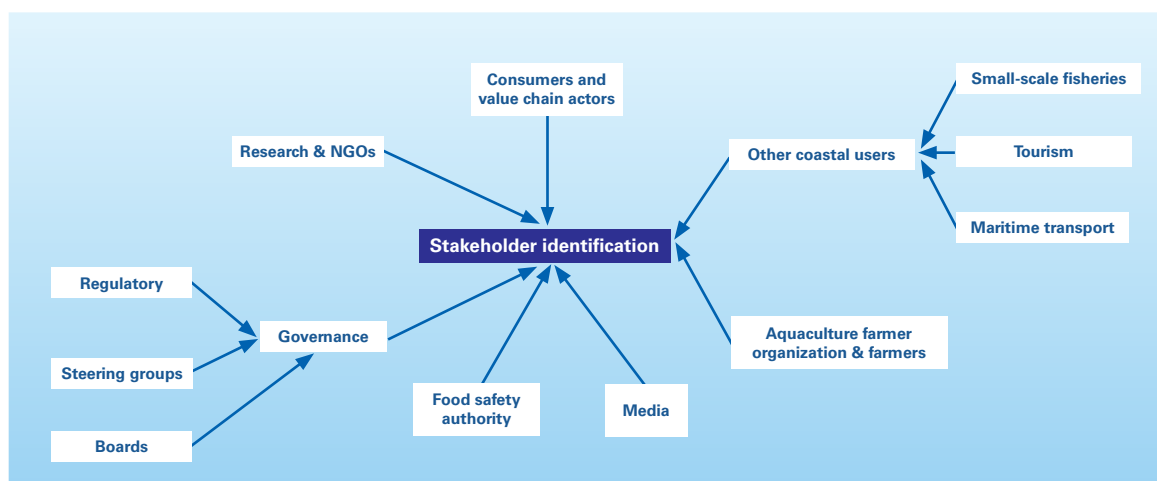 Consumers and
value chain actors
Small-scale fisheries
Research & NGOs
Other coastal users
Tourism
Maritime transport
Stakeholder identification
Regulatory
Governance
Aquaculture farmer
organization & farmers
Steering groups
Food safety
authority
Media
Boards